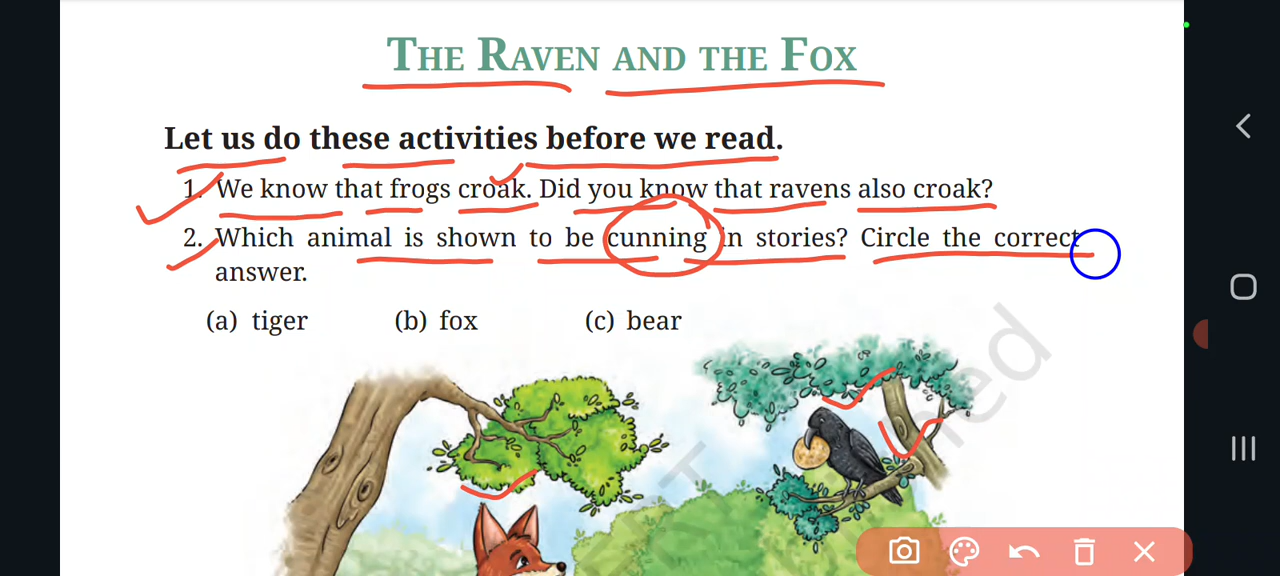 THE RAVEN AND THE FOX
Let us do these activities before we read.
1. We know that frogs croak. Did you know that ravens also croak?
2. Which animal is shown to be cunning in stories? Circle the correct
answer.
(a) tiger (b) fox (c) bear